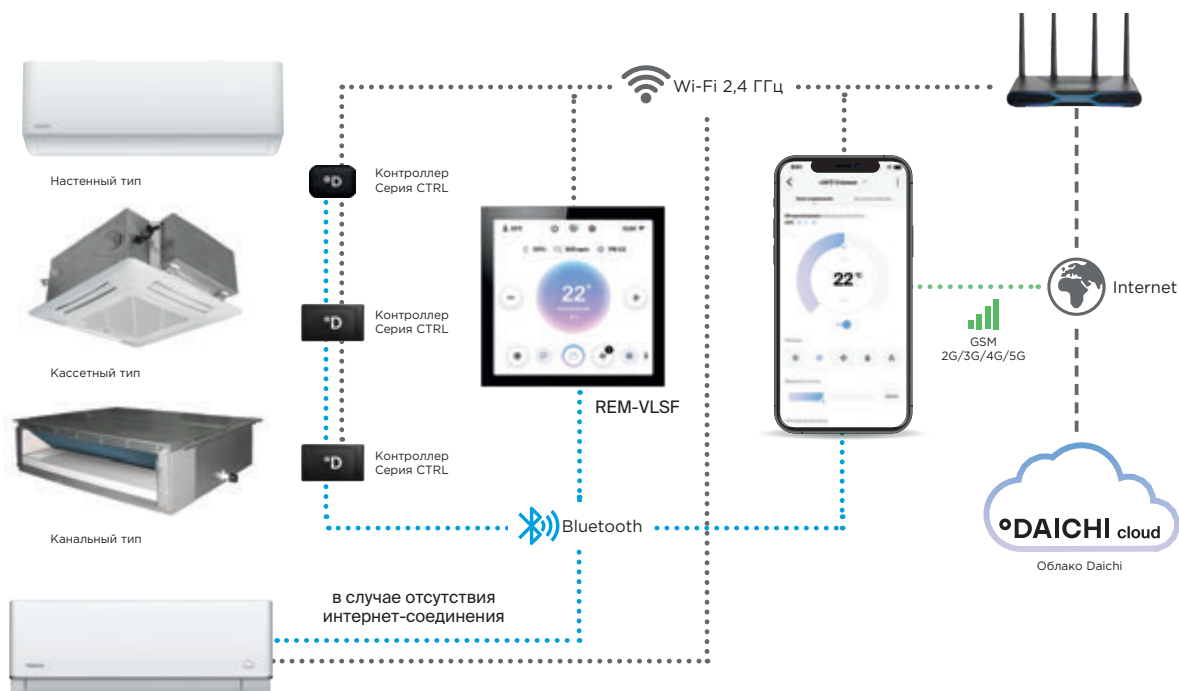 Wi-Fi 2,4 ГГц
Настенный тип
°D
Контроллер
Серия CTRL
Кассетный тип
°D
Контроллер
Серия CTRL
22°
REM-VLSF
22
Internet
GSM
2G/3G/4G/5G
°D
Контроллер
Серия CTRL
Канальный тип
Bluetooth
°DAICHI cloud
Облако Daichi
в случае отсутствия
интернет-соединения